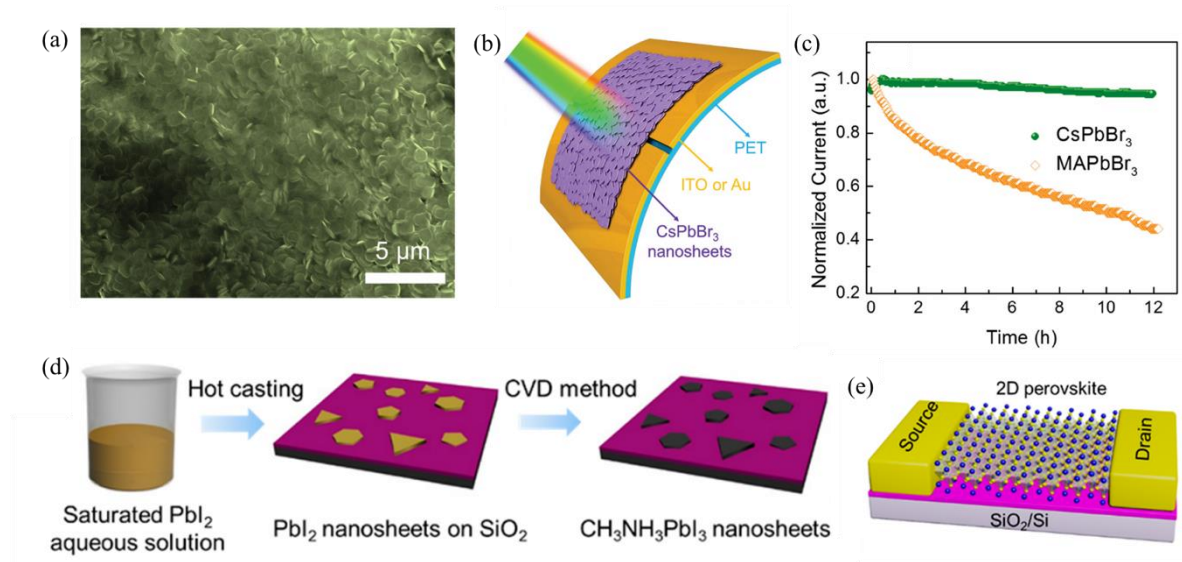 (a)
5 μm
(b)
PET
ITO or Au
CsPbBr₃
nanosheets
(c)
Normalized Current (a.u.)
1.0
0.8
0.6
0.4
0.2
CsPbBr₃
MAPbBr₃
0 2 4 6 8 10 12
Time (h)
(d)
Hot casting
CVD method
Saturated PbI₂
aqueous solution
PbI₂ nanosheets on SiO₂
CH₃NH₃PbI₃ nanosheets
(e)
2D perovskite
Source
Drain
SiO₂/Si